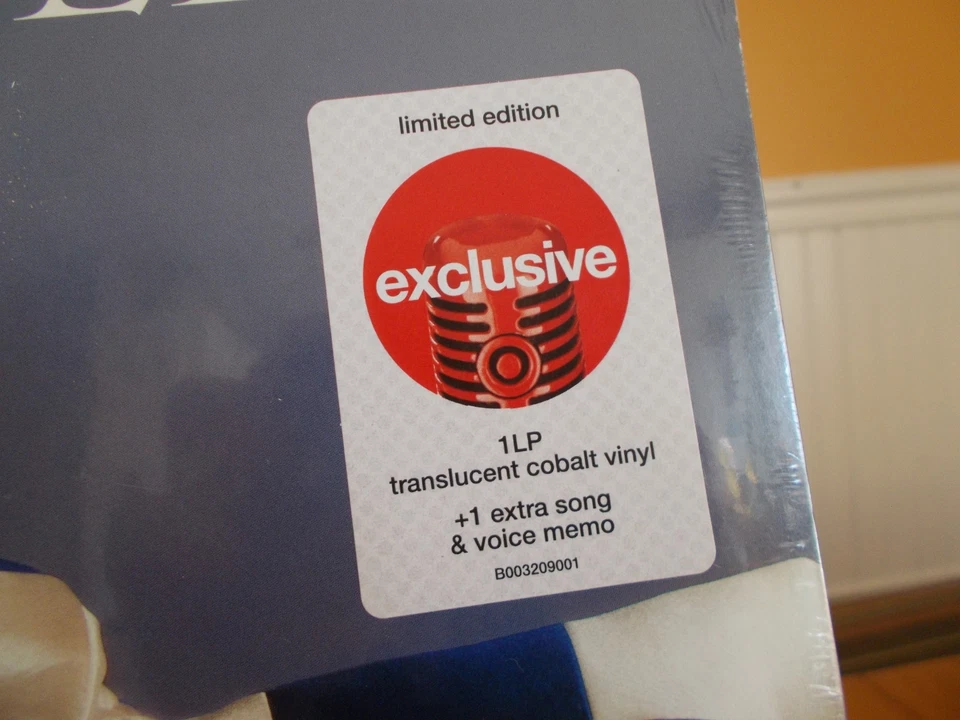 limited edition
exclusive
1LP
translucent cobalt vinyl
+1 extra song
& voice memo
B003209001